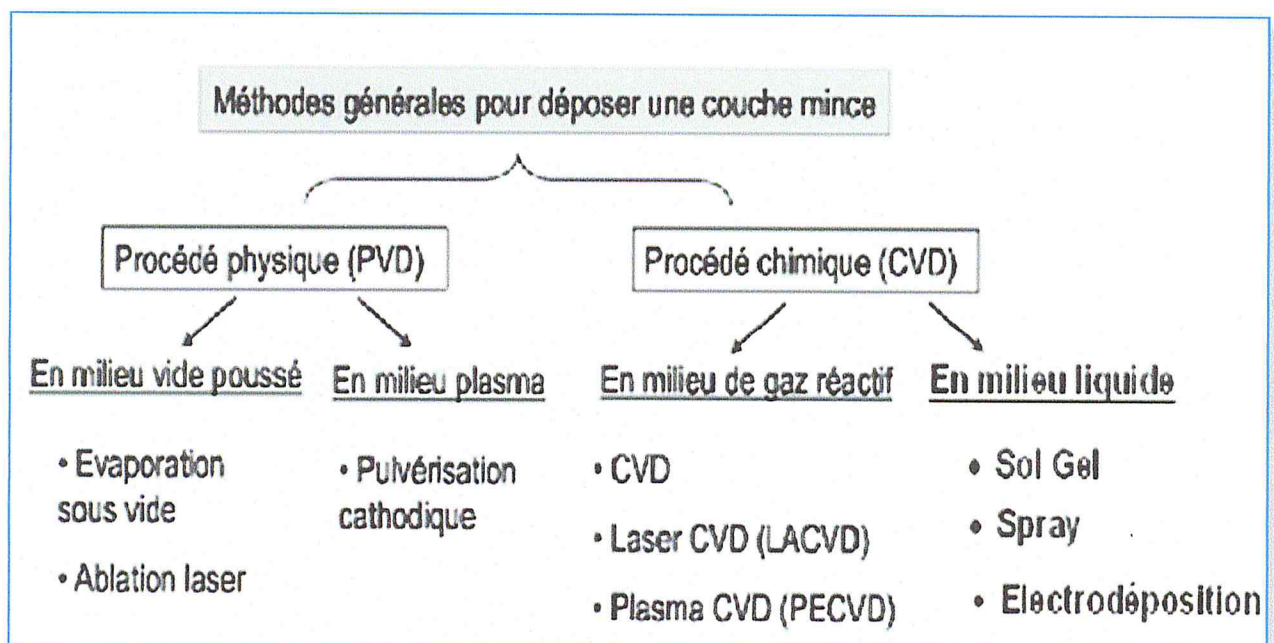 Méthodes générales pour déposer une couche mince
Procédé physique (PVD)
Procédé chimique (CVD)
En milieu vide poussé
En milieu plasma
En milieu de gaz réactif
En milieu liquide
• Evaporation
sous vide
• Ablation laser
• Pulvérisation
cathodique
• CVD
• Laser CVD (LACVD)
• Plasma CVD (PECVD)
• Sol Gel
• Spray
• Electrodéposition